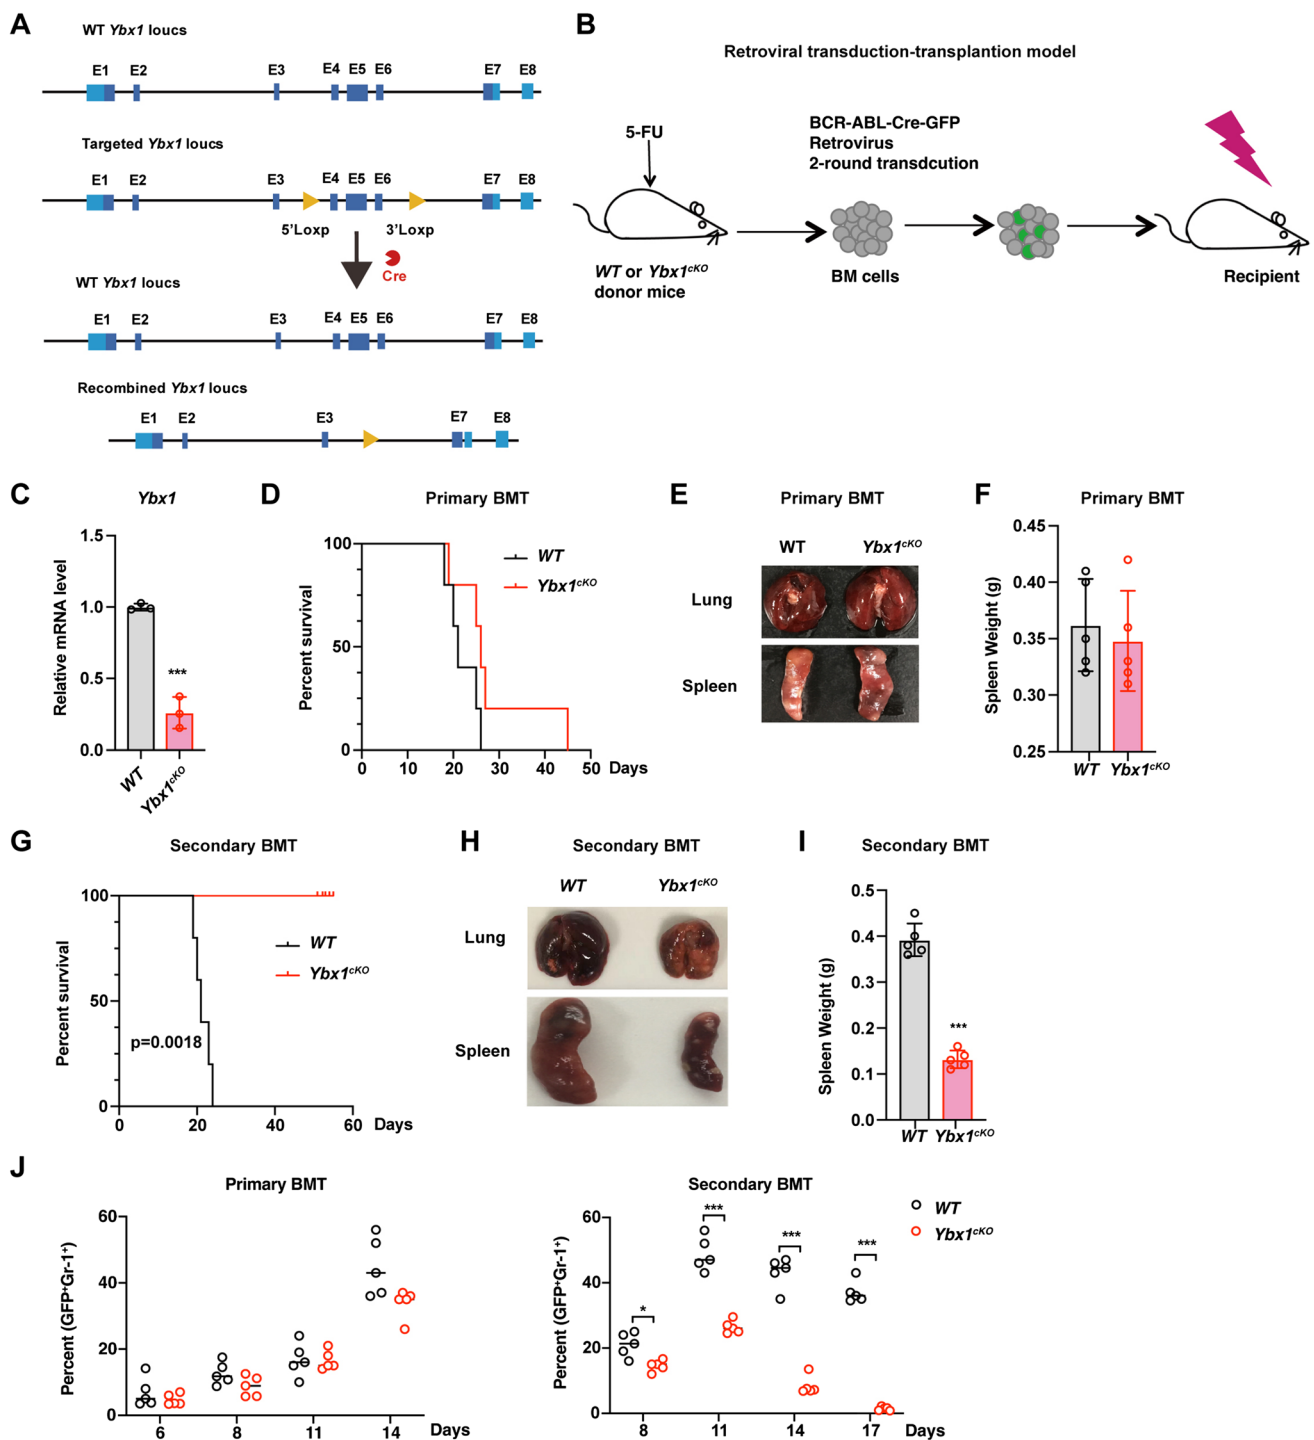 A
WT Ybx1 loucs
E1 E2 E3 E4 E5 E6 E7 E8
Targeted Ybx1 loucs
E1 E2 E3 E4 E5 E6 E7 E8
5'Loxp 3'Loxp
Cre
WT Ybx1 loucs
E1 E2 E3 E4 E5 E6 E7 E8
Recombined Ybx1 loucs
E1 E2 E3 E7 E8
B
Retroviral transduction-transplantion model
5-FU
BCR-ABL-Cre-GFP
Retrovirus
2-round transdcution
WT or Ybx1cKO
donor mice
BM cells
Recipient
C
Ybx1
Relative mRNA level
1.5
1.0
0.5
0.0
***
WT
Ybx1cKO
D
Primary BMT
Percent survival
100
50
0
WT
Ybx1cKO
0 10 20 30 40 50 Days
E
Primary BMT
WT Ybx1cKO
Lung
Spleen
F
Primary BMT
Spleen Weight (g)
0.45
0.40
0.35
0.30
0.25
WT Ybx1cKO
G
Secondary BMT
Percent survival
100
50
0
WT
Ybx1cKO
p=0.0018
0 20 40 60 Days
H
Secondary BMT
WT Ybx1cKO
Lung
Spleen
I
Secondary BMT
Spleen Weight (g)
0.5
0.4
0.3
0.2
0.1
0.0
***
WT Ybx1cKO
J
Primary BMT
Percent (GFP+Gr-1+)
60
40
20
0
6 8 11 14 Days
Secondary BMT
Percent (GFP+Gr-1+)
60
40
20
0
*
***
***
***
8 11 14 17 Days
WT
Ybx1cKO